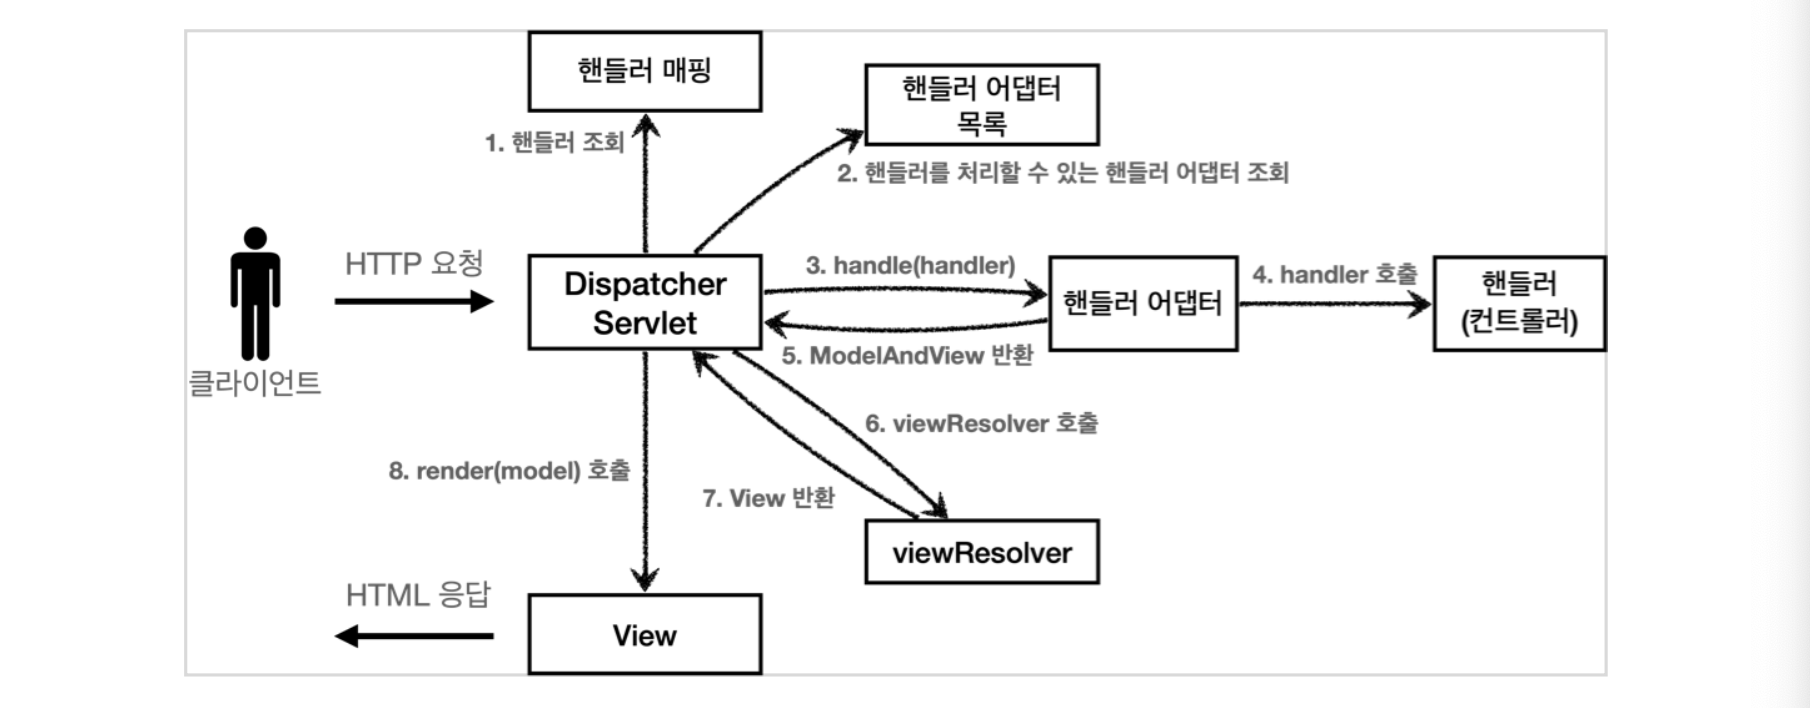 핸들러 매핑
핸들러 어댑터
목록
1. 핸들러 조회
2. 핸들러를 처리할 수 있는 핸들러 어댑터 조회
HTTP 요청
Dispatcher
Servlet
3. handle(handler)
핸들러 어댑터
4. handler 호출
핸들러
(컨트롤러)
5. ModelAndView 반환
클라이언트
6. viewResolver 호출
8. render(model) 호출
7. View 반환
viewResolver
HTML 응답
View